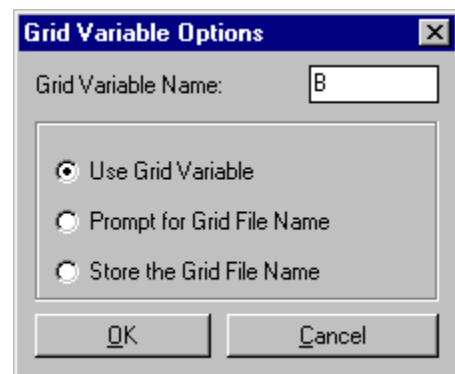 Grid Variable Options
Grid Variable Name: B
Use Grid Variable
Prompt for Grid File Name
Store the Grid File Name
OK Cancel